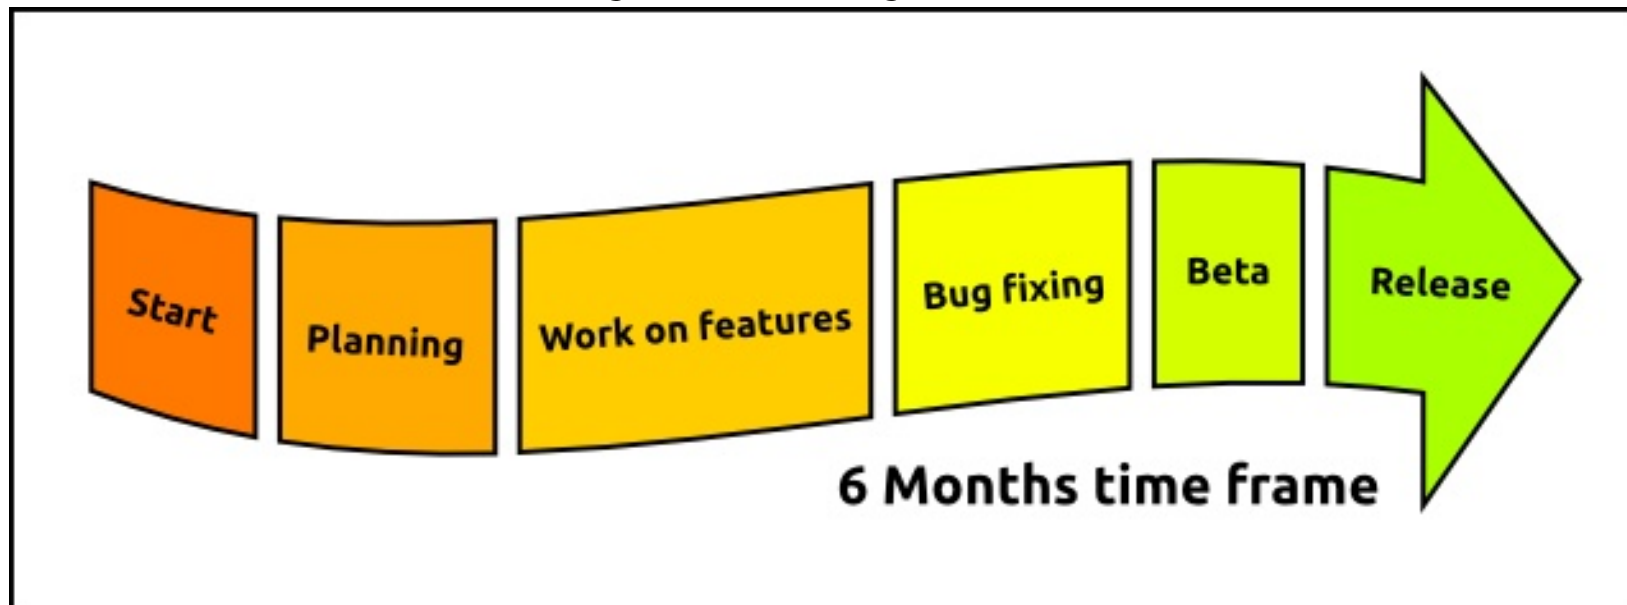 Start
Planning
Work on features
Bug fixing
Beta
Release
6 Months time frame